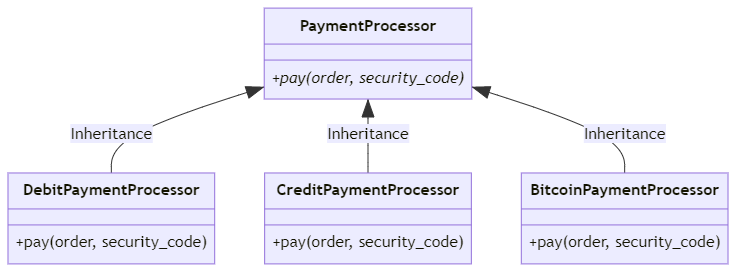 PaymentProcessor
+pay(order, security_code)
Inheritance
Inheritance
Inheritance
DebitPaymentProcessor
CreditPaymentProcessor
BitcoinPaymentProcessor
+pay(order, security_code)
+pay(order, security_code)
+pay(order, security_code)